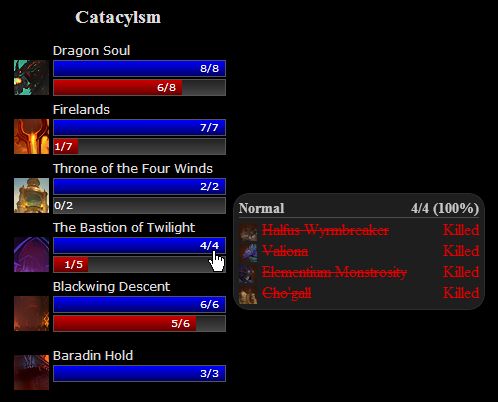 Catacylsm
Dragon Soul
8/8
6/8
Firelands
7/7
1/7
Throne of the Four Winds
2/2
0/2
The Bastion of Twilight
4/4
1/5
Blackwing Descent
6/6
5/6
Baradin Hold
3/3
Normal 4/4 (100%)
Halfus Wyrmbreaker Killed
Valiona Killed
Elementium Monstrosity Killed
Cho'gall Killed